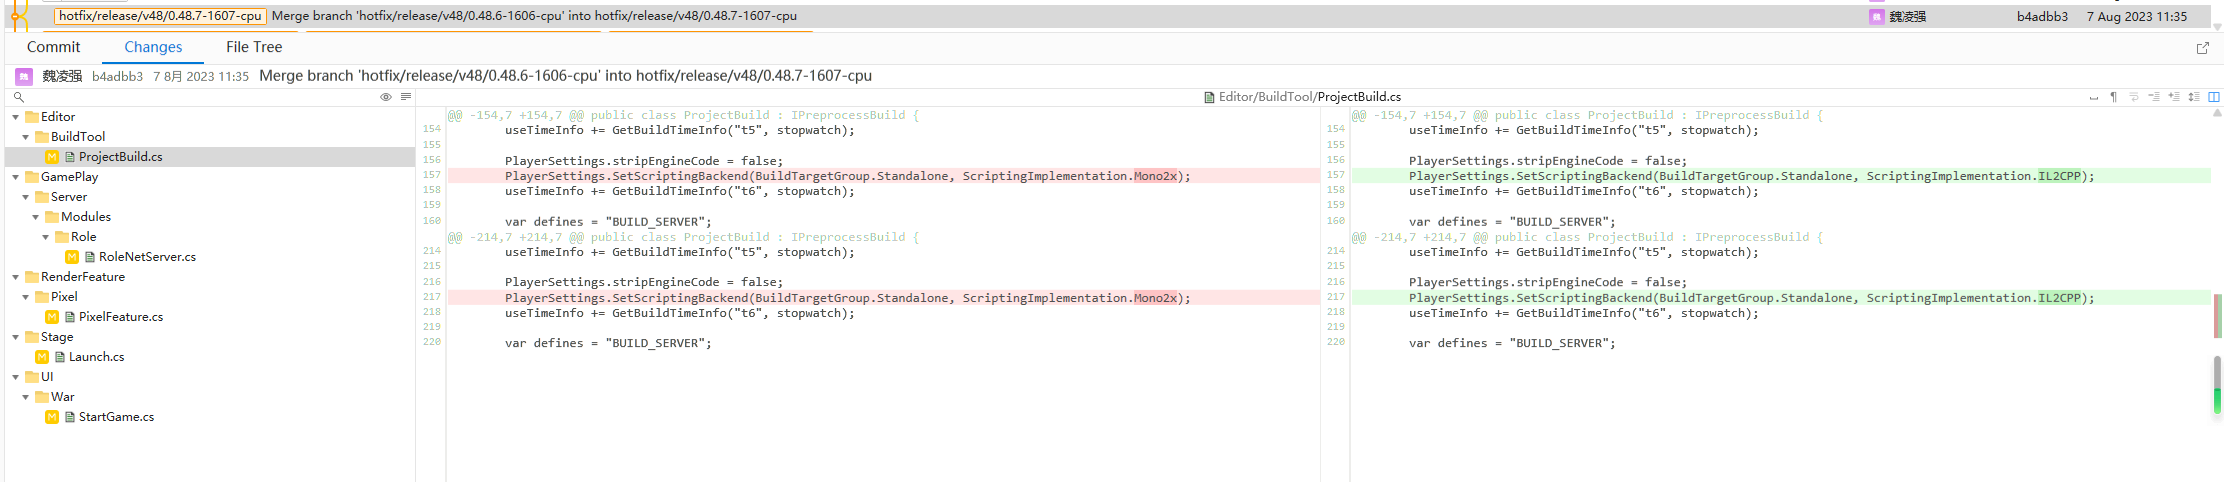 hotfix/release/v48/0.48.7-1607-cpu Merge branch 'hotfix/release/v48/0.48.6-1606-cpu' into hotfix/release/v48/0.48.7-1607-cpu 魏 魏凌强 b4adbb3 7 Aug 2023 11:35
Commit Changes File Tree
魏 魏凌强 b4adbb3 7 8月 2023 11:35 Merge branch 'hotfix/release/v48/0.48.6-1606-cpu' into hotfix/release/v48/0.48.7-1607-cpu
Editor/BuildTool/ProjectBuild.cs
Editor
BuildTool
M ProjectBuild.cs
GamePlay
Server
Modules
Role
M RoleNetServer.cs
RenderFeature
Pixel
M PixelFeature.cs
Stage
M Launch.cs
UI
War
M StartGame.cs
@@ -154,7 +154,7 @@ public class ProjectBuild : IPreprocessBuild {
154 useTimeInfo += GetBuildTimeInfo("t5", stopwatch);
155
156 PlayerSettings.stripEngineCode = false;
157 PlayerSettings.SetScriptingBackend(BuildTargetGroup.Standalone, ScriptingImplementation.Mono2x);
158 useTimeInfo += GetBuildTimeInfo("t6", stopwatch);
159
160 var defines = "BUILD_SERVER";
@@ -214,7 +214,7 @@ public class ProjectBuild : IPreprocessBuild {
214 useTimeInfo += GetBuildTimeInfo("t5", stopwatch);
215
216 PlayerSettings.stripEngineCode = false;
217 PlayerSettings.SetScriptingBackend(BuildTargetGroup.Standalone, ScriptingImplementation.Mono2x);
218 useTimeInfo += GetBuildTimeInfo("t6", stopwatch);
219
220 var defines = "BUILD_SERVER";
@@ -154,7 +154,7 @@ public class ProjectBuild : IPreprocessBuild {
154 useTimeInfo += GetBuildTimeInfo("t5", stopwatch);
155
156 PlayerSettings.stripEngineCode = false;
157 PlayerSettings.SetScriptingBackend(BuildTargetGroup.Standalone, ScriptingImplementation.IL2CPP);
158 useTimeInfo += GetBuildTimeInfo("t6", stopwatch);
159
160 var defines = "BUILD_SERVER";
@@ -214,7 +214,7 @@ public class ProjectBuild : IPreprocessBuild {
214 useTimeInfo += GetBuildTimeInfo("t5", stopwatch);
215
216 PlayerSettings.stripEngineCode = false;
217 PlayerSettings.SetScriptingBackend(BuildTargetGroup.Standalone, ScriptingImplementation.IL2CPP);
218 useTimeInfo += GetBuildTimeInfo("t6", stopwatch);
219
220 var defines = "BUILD_SERVER";